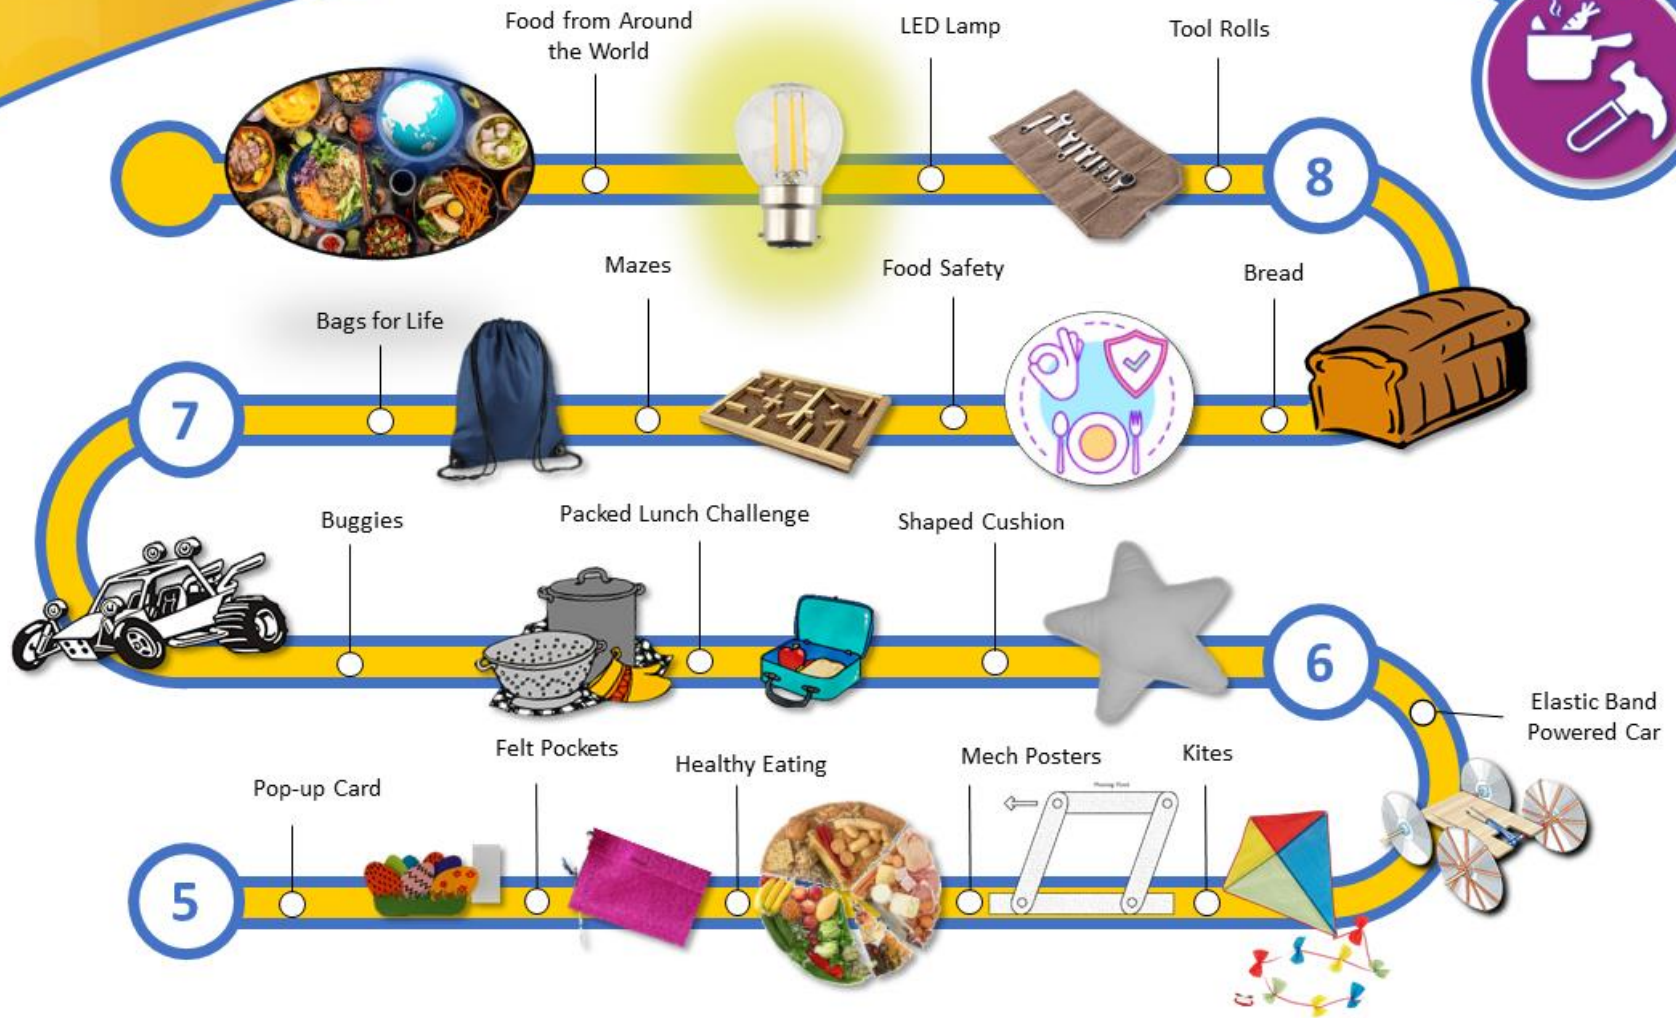 Food from Around
the World
LED Lamp
Tool Rolls
8
Mazes
Food Safety
Bread
Bags for Life
7
Buggies
Packed Lunch Challenge
Shaped Cushion
6
Elastic Band
Powered Car
Felt Pockets
Healthy Eating
Mech Posters
Kites
Pop-up Card
5